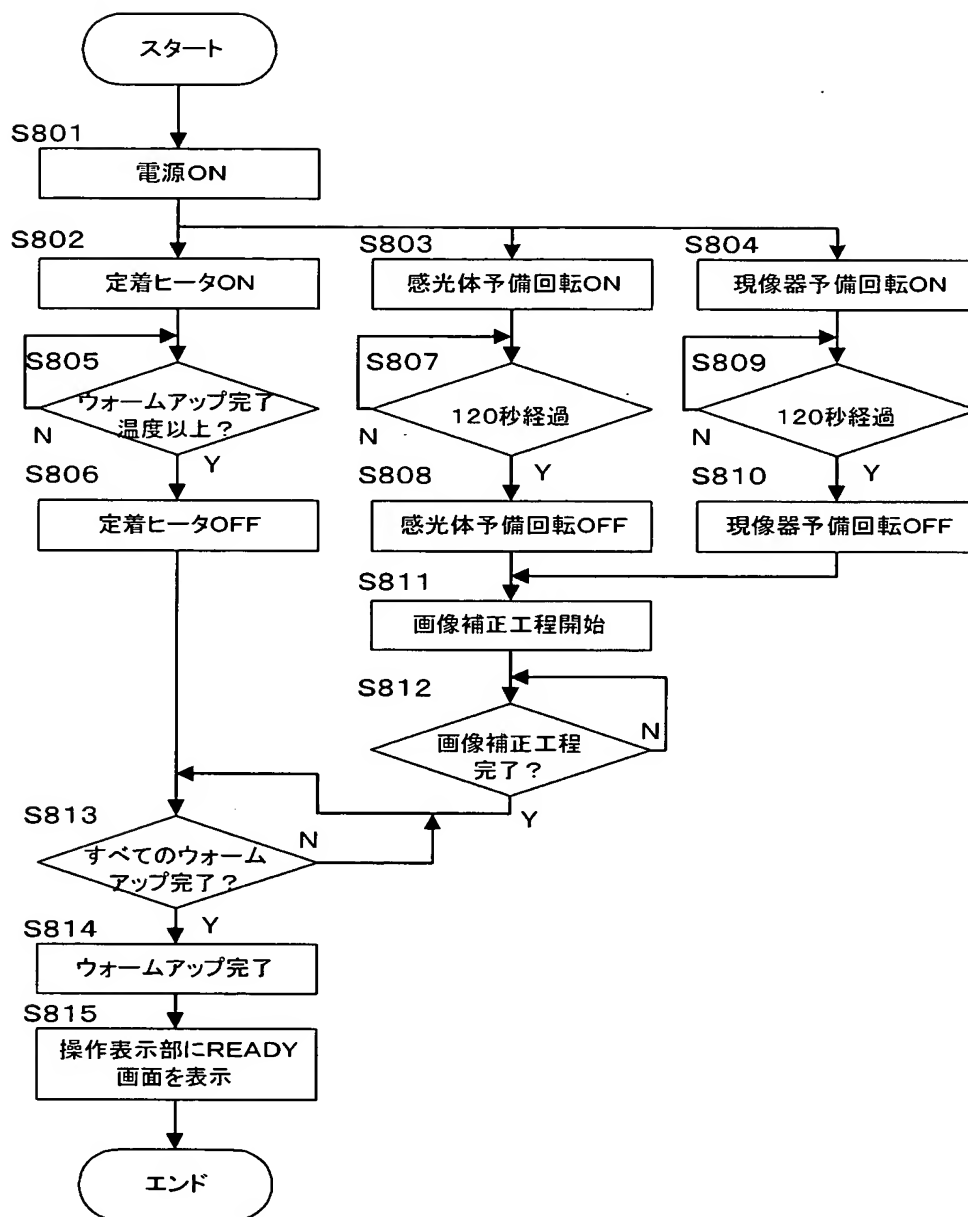 スタート
S801
電源ON
S802
S803
S804
定着ヒータON
感光体予備回転ON
現像器予備回転ON
S805
S807
S809
ウォームアップ完了
温度以上？
120秒経過
120秒経過
N
N
N
Y
Y
Y
S806
S808
S810
定着ヒータOFF
感光体予備回転OFF
現像器予備回転OFF
S811
画像補正工程開始
S812
画像補正工程
完了？
N
Y
S813
すべてのウォーム
アップ完了？
N
Y
S814
ウォームアップ完了
S815
操作表示部にREADY
画面を表示
エンド